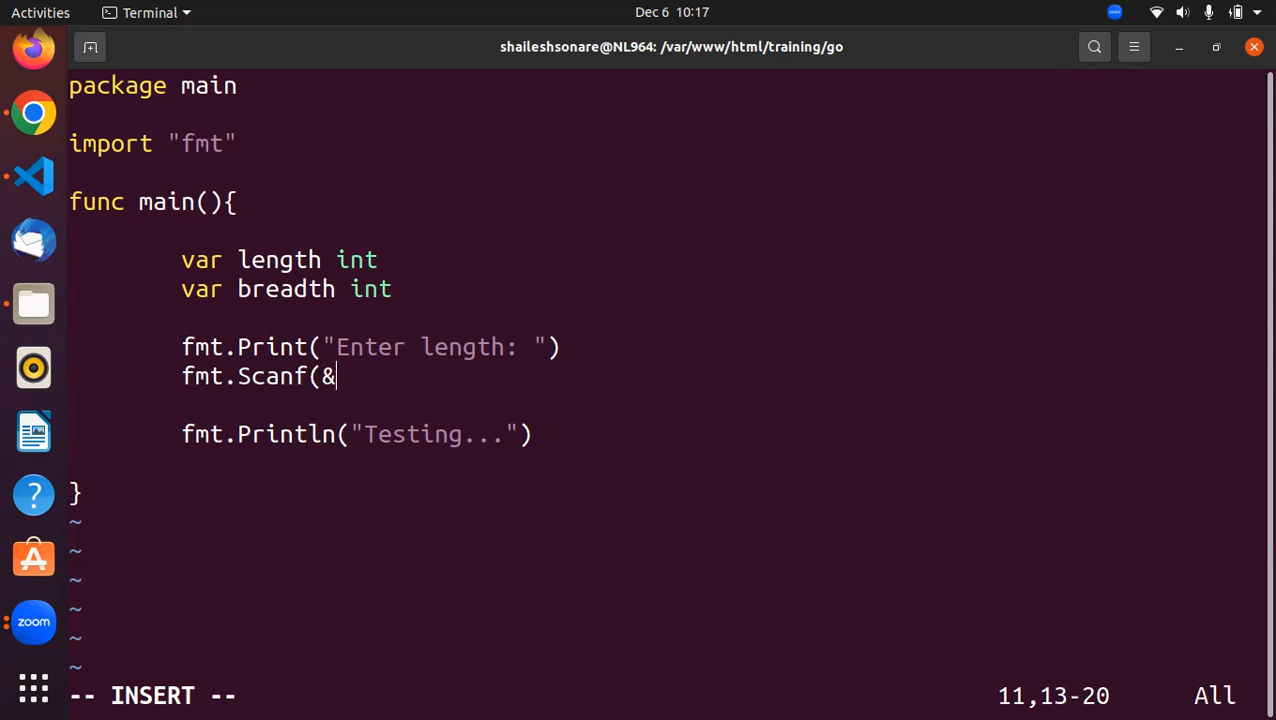 Activities Terminal Dec 6 10:17
shaileshsonare@NL964: /var/www/html/training/go
package main
import "fmt"
func main(){
var length int
var breadth int
fmt.Print("Enter length: ")
fmt.Scanf(&
fmt.Println("Testing...")
}
~
~
~
~
~
~
-- INSERT -- 11,13-20 All
zoom